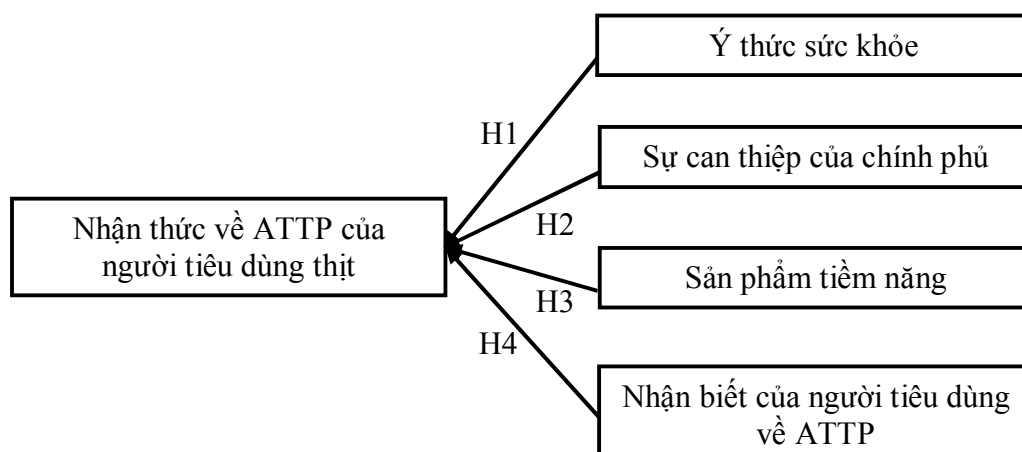 Ý thức sức khỏe
H1
Sự can thiệp của chính phủ
Nhận thức về ATTP của
người tiêu dùng thịt
H2
Sản phẩm tiềm năng
H3
H4
Nhận biết của người tiêu dùng
về ATTP